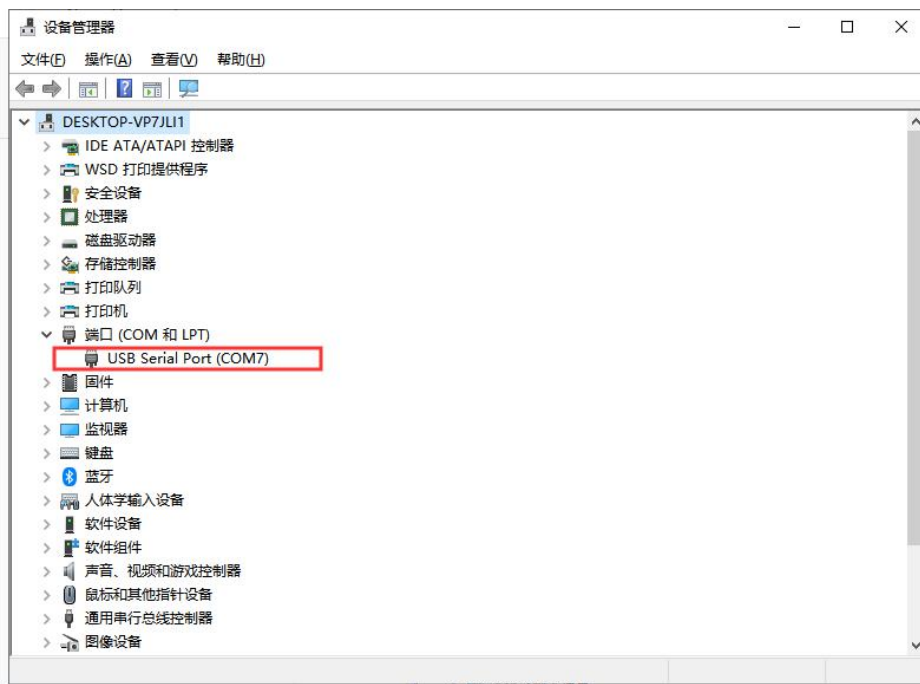 设备管理器
文件(F) 操作(A) 查看(V) 帮助(H)
DESKTOP-VP7JLI1
IDE ATA/ATAPI 控制器
WSD 打印提供程序
安全设备
处理器
磁盘驱动器
存储控制器
打印队列
打印机
端口 (COM 和 LPT)
USB Serial Port (COM7)
固件
计算机
监视器
键盘
蓝牙
人体学输入设备
软件设备
软件组件
声音、视频和游戏控制器
鼠标和其他指针设备
通用串行总线控制器
图像设备